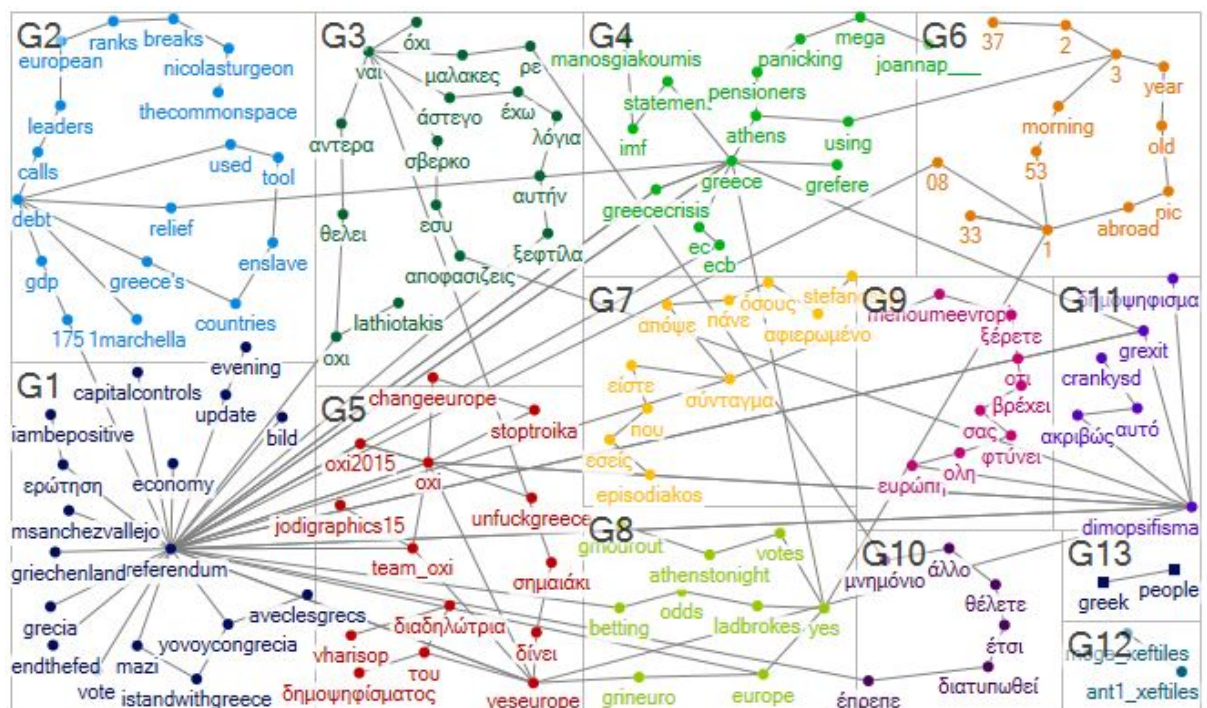 G2
ranks
breaks
european
nicolasturgeon
thecommonspace
leaders
calls
used
tool
debt
relief
enslave
gdp
greece's
countries
175
1marchella
G3
όχι
ναι
μαλακες
ρε
άστεγο
έχω
λόγια
αντερα
σβερκο
αυτήν
εσυ
θελει
ξεφτίλα
αποφασιζεις
lathiotakis
οχι
G4
mega
manosgiakoumis
panicking
joannap___
pensioners
imf
athens
using
greece
grefere
greececrisis
ec
ecb
G6
37
2
3
year
morning
old
53
08
pic
33
abroad
1
G1
evening
capitalcontrols
update
iambepositive
bild
ερώτηση
economy
msanchezvallejo
griechenland
referendum
grecia
aveclesgrecs
yovoycongrecia
endthefed
mazi
vote
istandwithgreece
G5
changeeurope
stoptroika
oxi2015
oxi
jodigraphics15
unfuckgreece
team_oxi
σημαιάκι
διαδηλώτρια
vharisop
δίνει
του
δημοψηφίσματος
yeseurope
G7
όσους
πάνε
απόψε
αφιερωμένο
είστε
σύνταγμα
που
εσείς
episodiakos
G8
votes
athenstonight
odds
betting
ladbrokes
yes
grineuro
europe
G9
ξέρετε
οτι
βρέχει
σας
φτύνει
ολη
G11
δημοψηφισμα
grexit
crankysd
αυτό
ακριβώς
dimopsifisma
G10
μνημόνιο
άλλο
θέλετε
έτσι
διατυπωθεί
έπρεπε
G13
people
greek
G12
ant1_xeftiles